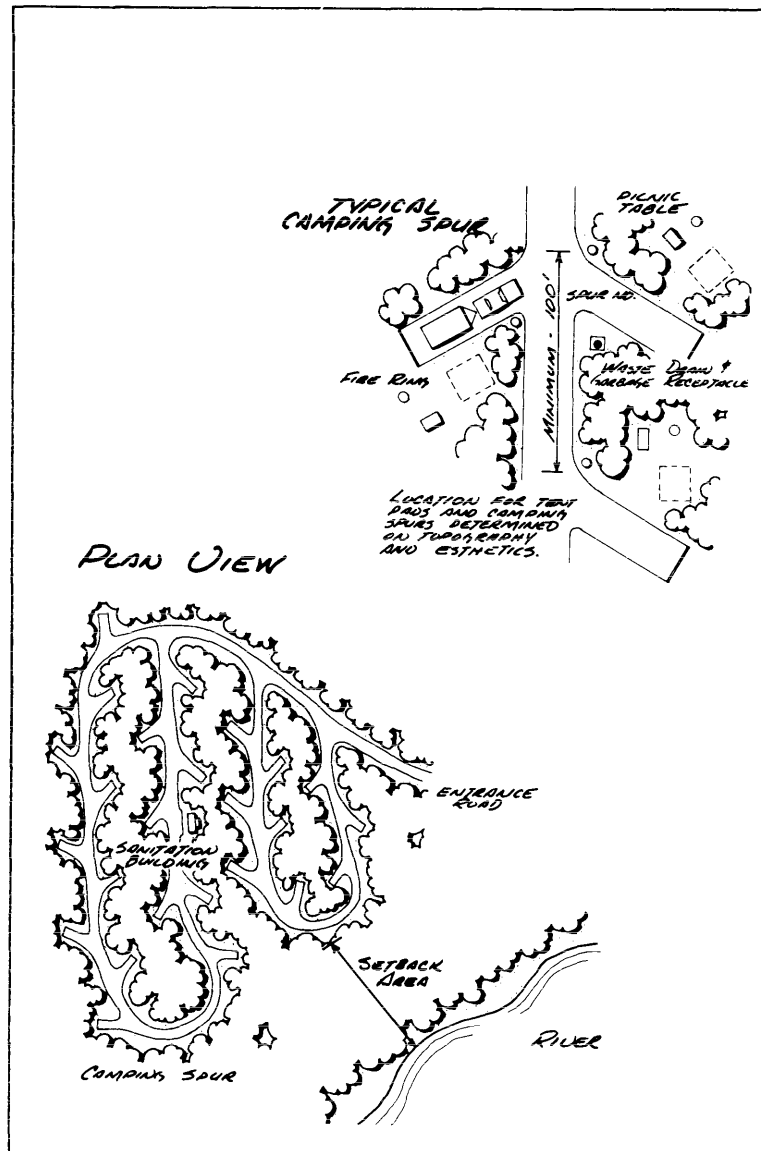 TYPICAL
CAMPING SPUR
PICNIC
TABLE
SPUR NO.
MINIMUM - 100'
FIRE RING
WASTE DRAIN &
GARBAGE RECEPTACLE
LOCATION FOR TENT
PADS AND CAMPING
SPURS DETERMINED
ON TOPOGRAPHY
AND ESTHETICS.
PLAN VIEW
ENTRANCE
ROAD
SANITATION
BUILDING
SETBACK
AREA
RIVER
CAMPING SPUR